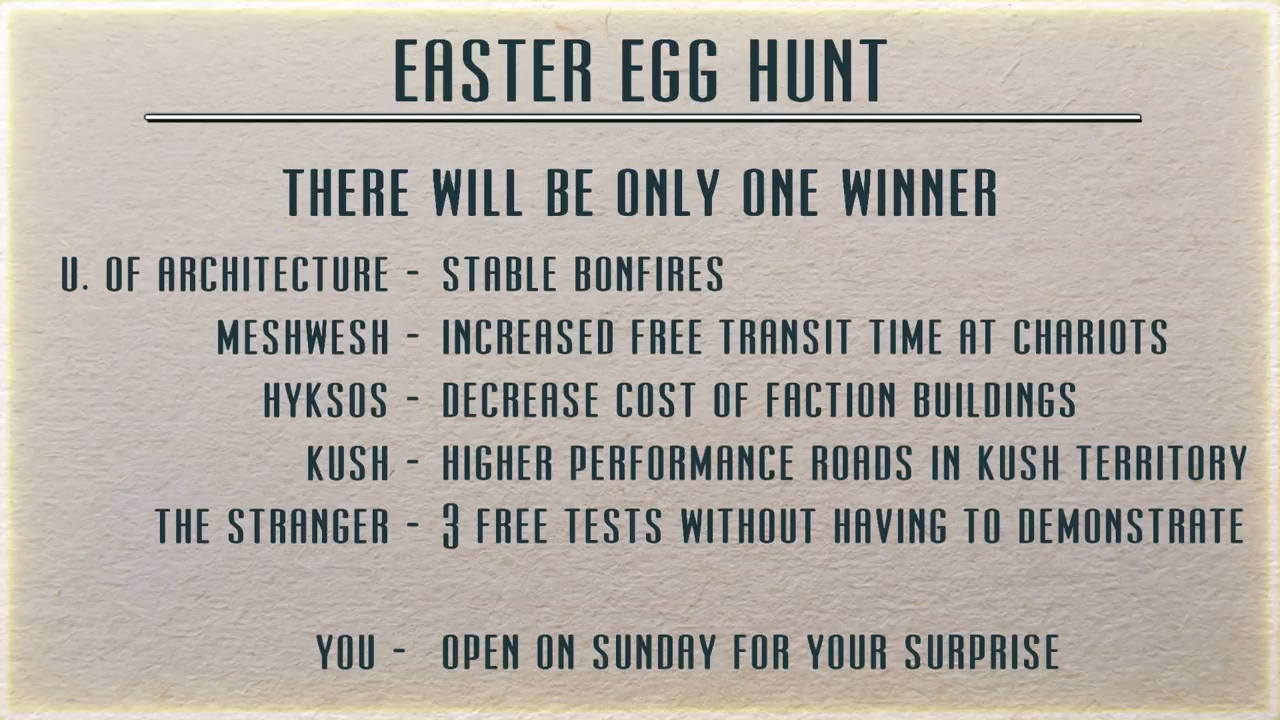 EASTER EGG HUNT
THERE WILL BE ONLY ONE WINNER
U. OF ARCHITECTURE - STABLE BONFIRES
MESHWESH - INCREASED FREE TRANSIT TIME AT CHARIOTS
HYKSOS - DECREASE COST OF FACTION BUILDINGS
KUSH - HIGHER PERFORMANCE ROADS IN KUSH TERRITORY
THE STRANGER - 3 FREE TESTS WITHOUT HAVING TO DEMONSTRATE
YOU - OPEN ON SUNDAY FOR YOUR SURPRISE